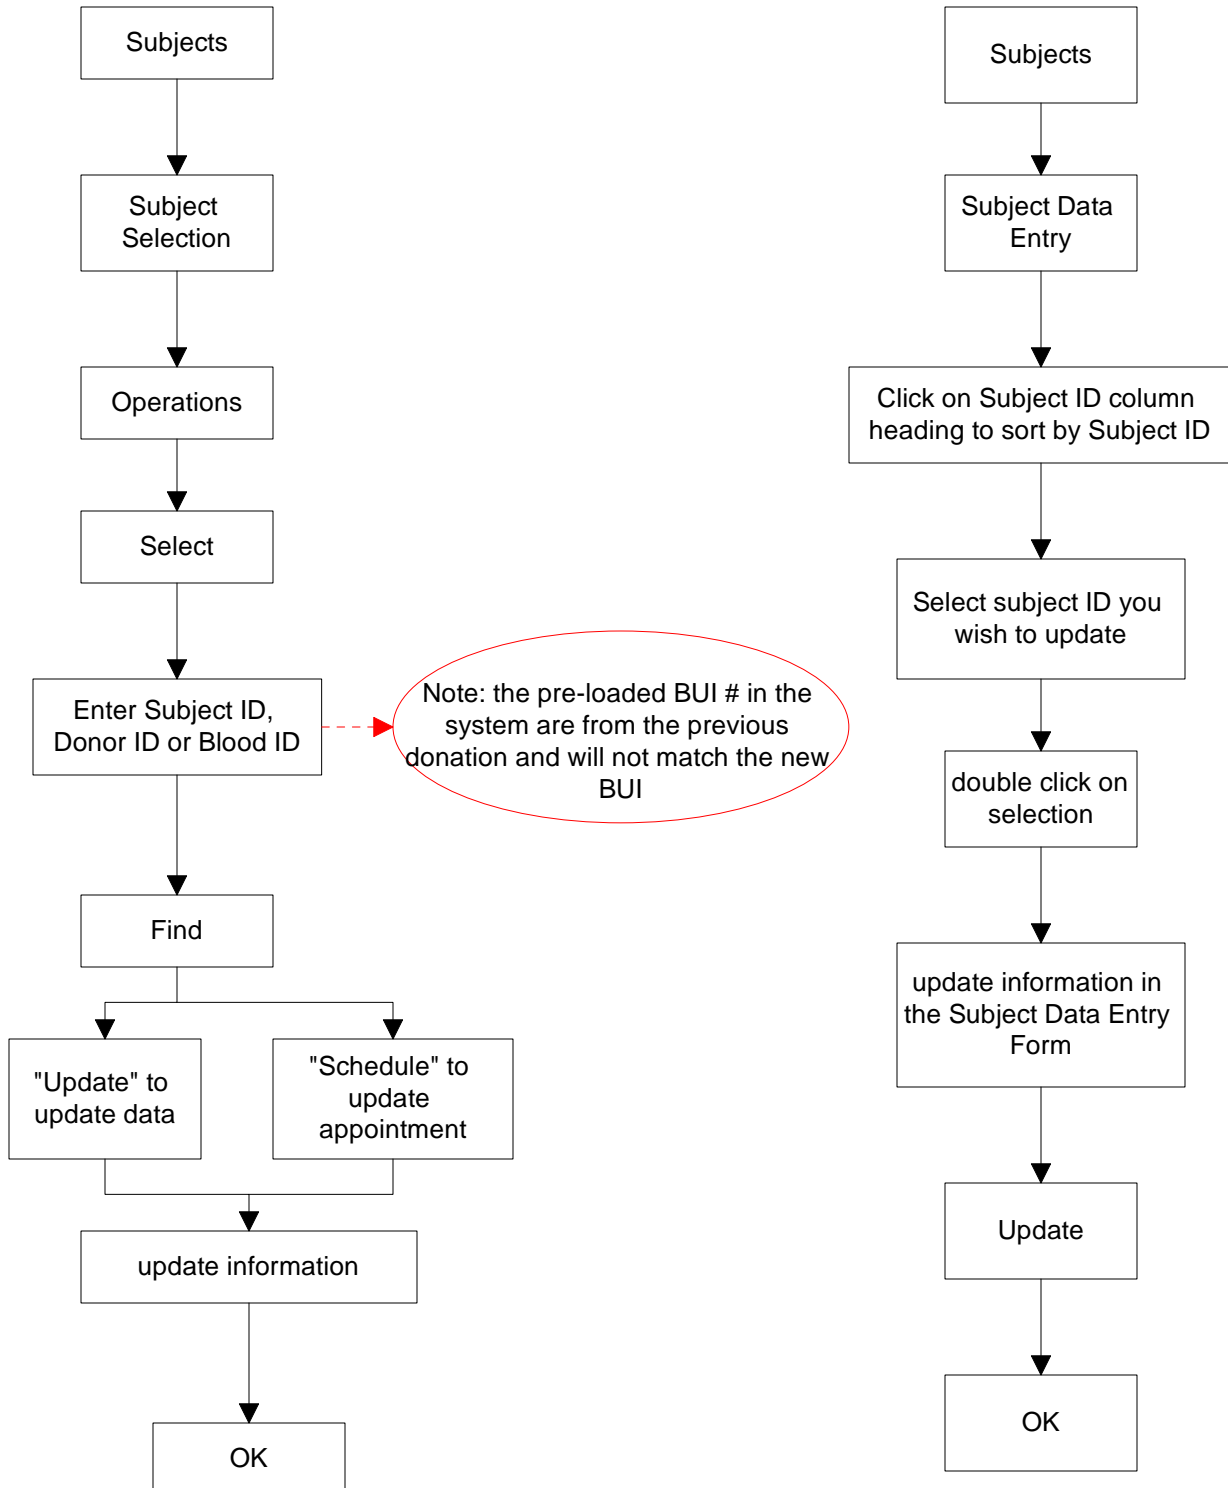 Subjects
Subject
Selection
Operations
Select
Enter Subject ID,
Donor ID or Blood ID
Note: the pre-loaded BUI # in the
system are from the previous
donation and will not match the new
BUI
Find
"Update" to
update data
"Schedule" to
update
appointment
update information
OK
Subjects
Subject Data
Entry
Click on Subject ID column
heading to sort by Subject ID
Select subject ID you
wish to update
double click on
selection
update information in
the Subject Data Entry
Form
Update
OK